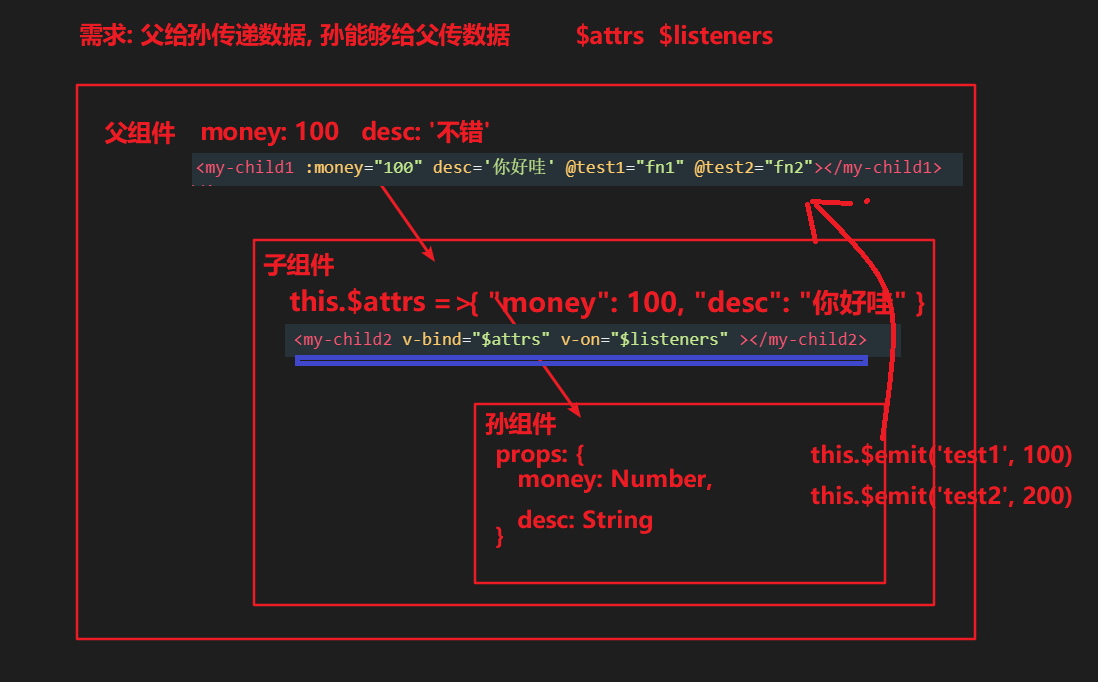 需求: 父给孙传递数据, 孙能够给父传数据 $attrs $listeners
父组件 money: 100 desc: '不错'
<my-child1 :money="100" desc='你好哇' @test1="fn1" @test2="fn2"></my-child1>
子组件
this.$attrs => { "money": 100, "desc": "你好哇" }
<my-child2 v-bind="$attrs" v-on="$listeners" ></my-child2>
孙组件
props: {
money: Number,
desc: String
}
this.$emit('test1', 100)
this.$emit('test2', 200)